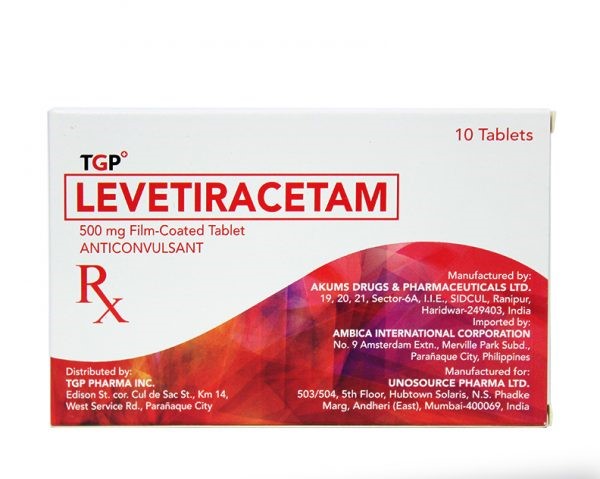 10 Tablets
TGP
LEVETIRACETAM
500 mg Film-Coated Tablet
ANTICONVULSANT
Rx
Manufactured by:
AKUMS DRUGS & PHARMACEUTICALS LTD.
19, 20, 21, Sector-6A, I.I.E., SIDCUL, Ranipur,
Haridwar-249403, India
Imported by:
AMBICA INTERNATIONAL CORPORATION
No. 9 Amsterdam Extn., Merville Park Subd.,
Parañaque City, Philippines
Manufactured for:
UNOSOURCE PHARMA LTD.
503/504, 5th Floor, Hubtown Solaris, N.S. Phadke
Marg, Andheri (East), Mumbai-400069, India
Distributed by:
TGP PHARMA INC.
Edison St. cor. Cul de Sac St., Km 14,
West Service Rd., Parañaque City